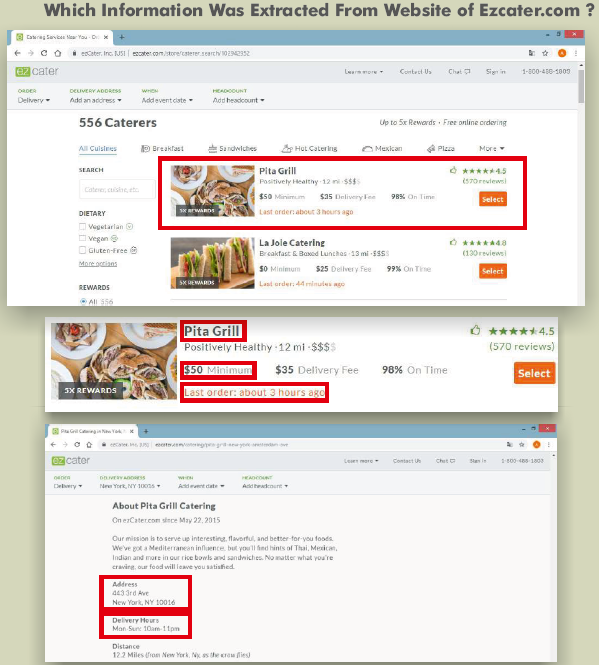 Which Information Was Extracted From Website of Ezcater.com ?
Catering Services Near You - Onl
ezCater, Inc. [US] | ezcater.com/store/caterer.search/102942352
ez cater
Learn more Contact Us Chat Sign in 1-800-488-1803
ORDER DELIVERY ADDRESS WHEN HEADCOUNT
Delivery Add an address Add event date Add headcount
556 Caterers
Up to 5x Rewards · Free online ordering
All Cuisines Breakfast Sandwiches Hot Catering Mexican Pizza More
SEARCH
Caterer, cuisine, etc.
DIETARY
Vegetarian
Vegan
Gluten-Free
More options
REWARDS
All 556
Pita Grill
4.5
Positively Healthy · 12 mi · $$$$
(570 reviews)
$50 Minimum $35 Delivery Fee 98% On Time
Select
Last order: about 3 hours ago
5X REWARDS
La Joie Catering
4.8
Breakfast & Boxed Lunches · 13 mi · $$$$
(130 reviews)
$0 Minimum $25 Delivery Fee 99% On Time
Select
Last order: 44 minutes ago
5X REWARDS
Pita Grill
4.5
Positively Healthy · 12 mi · $$$$
(570 reviews)
$50 Minimum $35 Delivery Fee 98% On Time
Select
5X REWARDS
Last order: about 3 hours ago
Pita Grill Catering in New York, N
ezCater, Inc. [US] | ezcater.com/catering/pita-grill-new-york-amsterdam-ave
ez cater
Learn more Contact Us Chat Sign in 1-800-488-1803
ORDER DELIVERY ADDRESS WHEN HEADCOUNT
Delivery New York, NY 10016 Add event date Add headcount
About Pita Grill Catering
On ezCater.com since May 22, 2015
Our mission is to serve up interesting, flavorful, and better-for-you foods.
We've got a Mediterranean influence, but you'll find hints of Thai, Mexican,
Indian and more in our rice bowls and sandwiches. No matter what you're
craving, our food will leave you satisfied.
Address
443 3rd Ave
New York, NY 10016
Delivery Hours
Mon-Sun: 10am-11pm
Distance
12.2 Miles (from New York, Ny, as the crow flies)